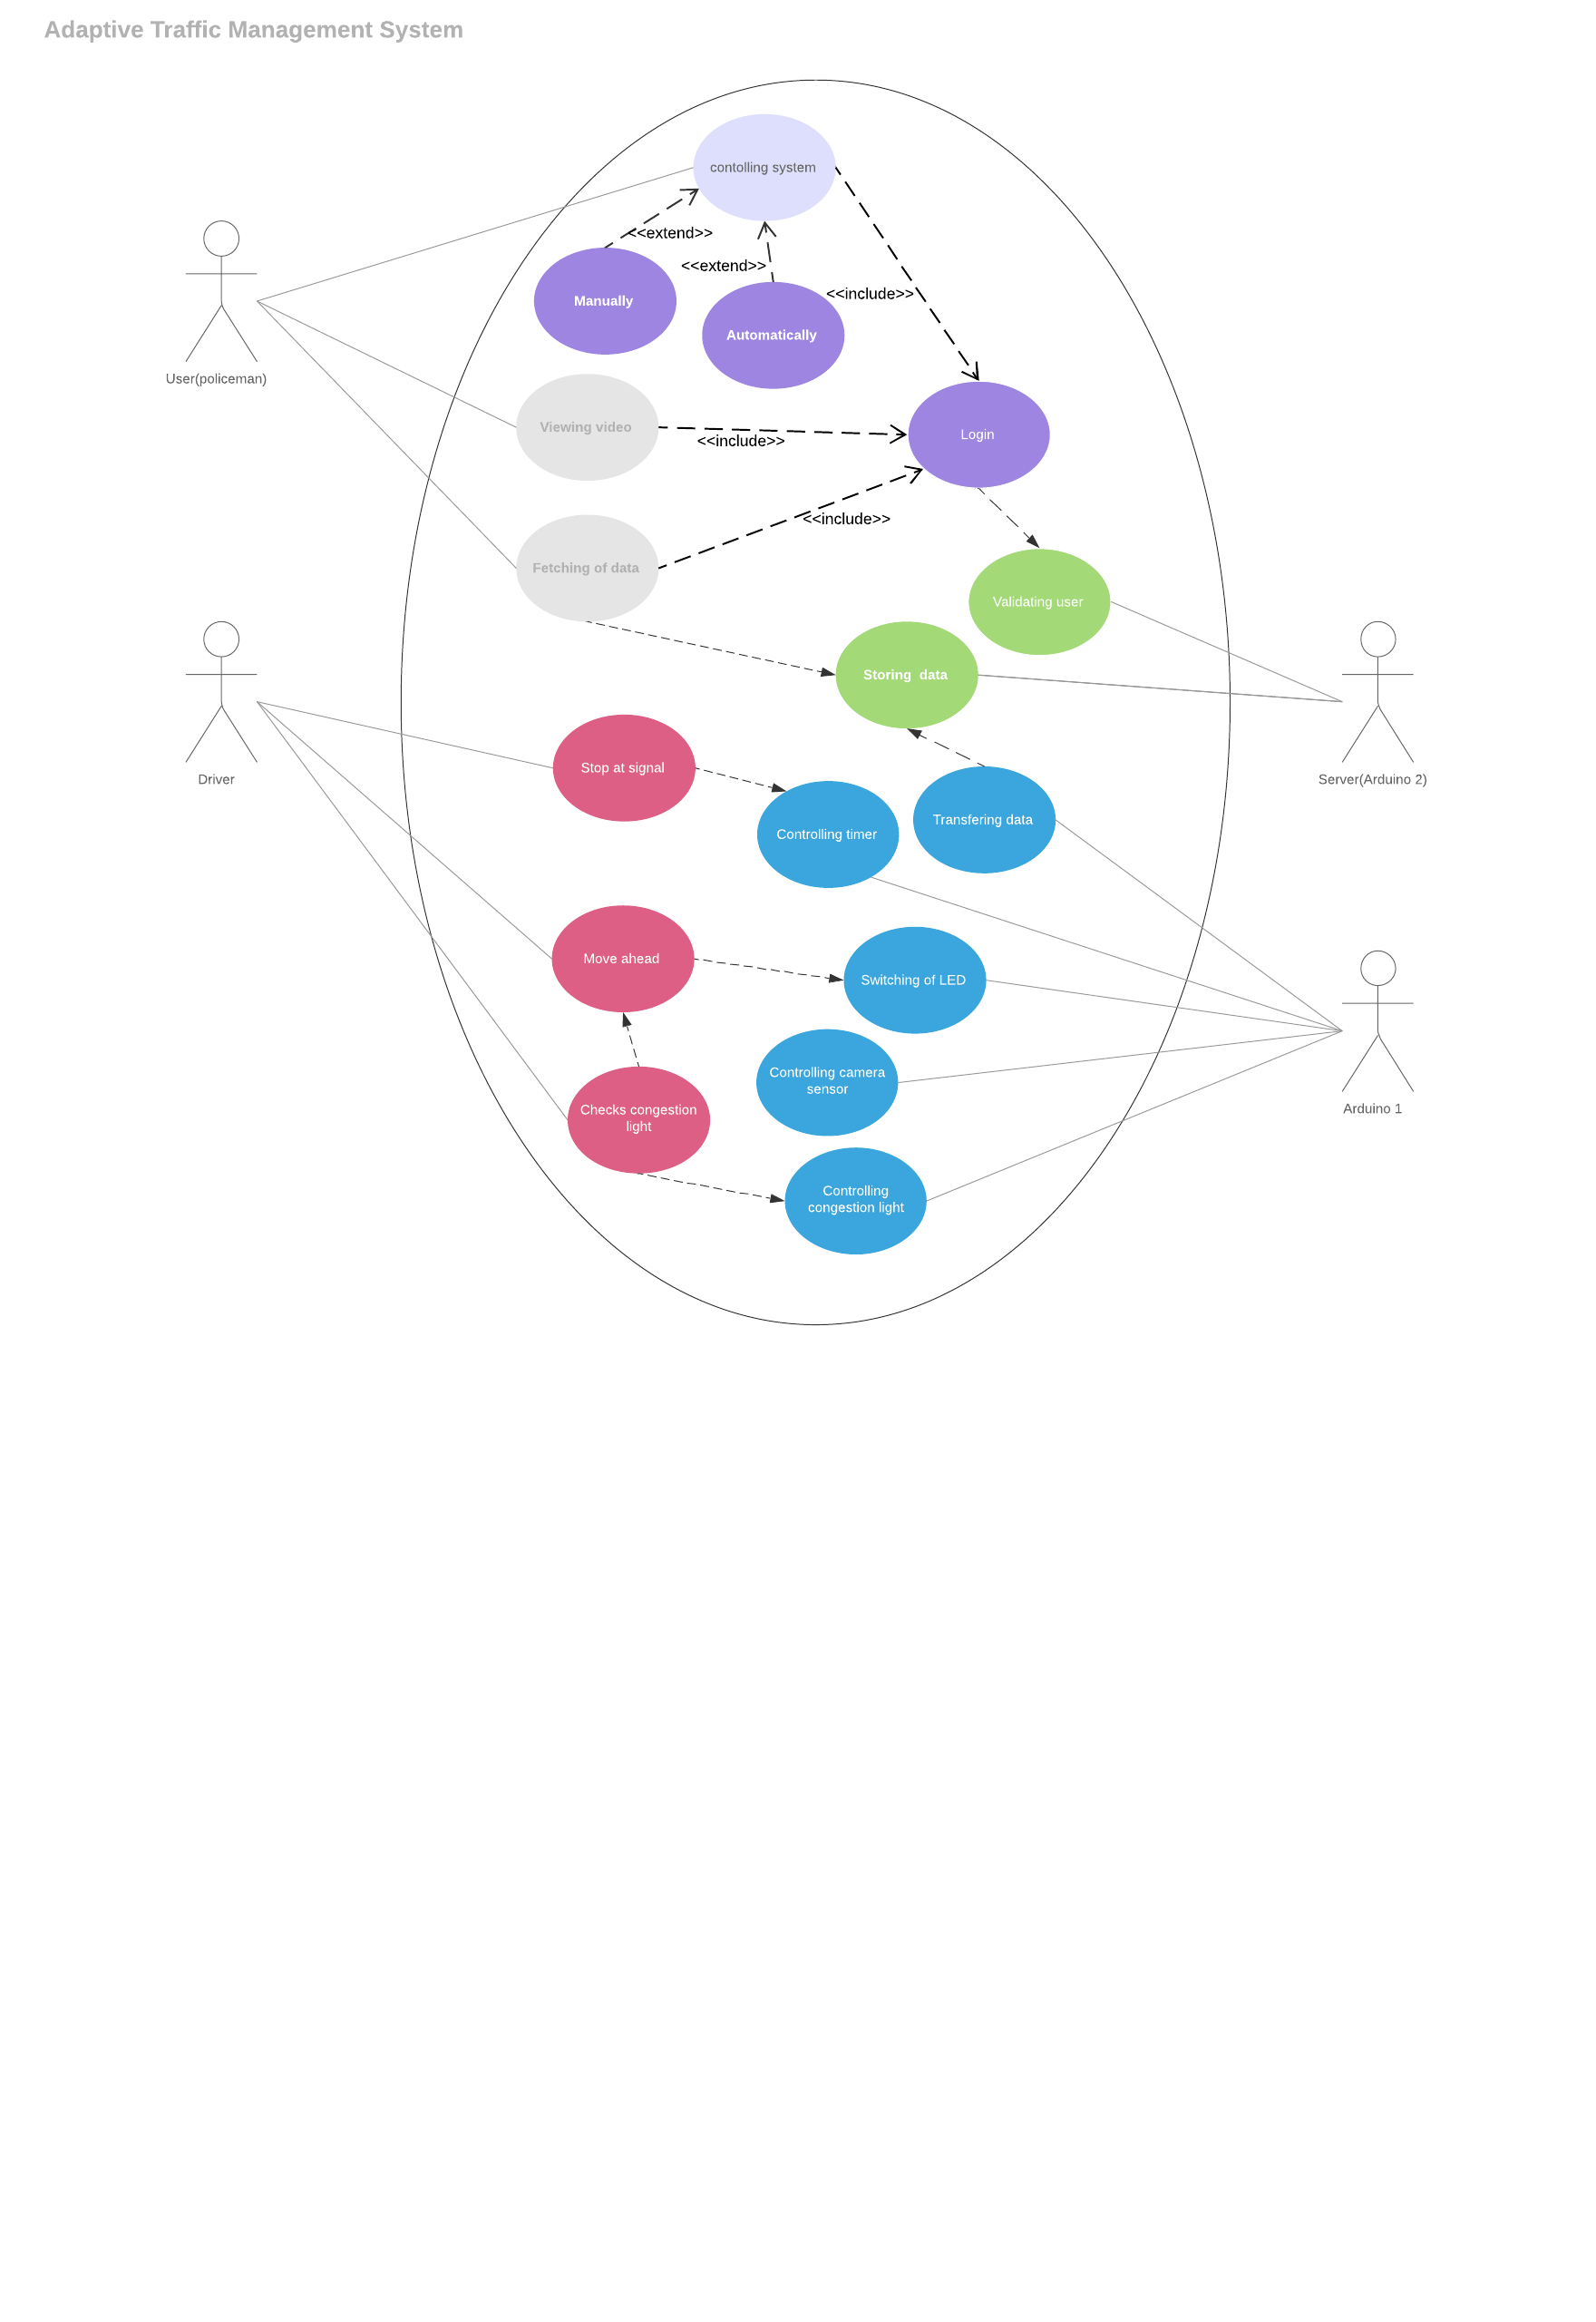 Adaptive Traffic Management System
contolling system
<<extend>>
<<extend>>
<<include>>
Manually
Automatically
User(policeman)
Viewing video
<<include>>
Login
<<include>>
Fetching of data
Validating user
Storing  data
Driver
Server(Arduino 2)
Stop at signal
Controlling timer
Transfering data
Move ahead
Switching of LED
Controlling camera
sensor
Checks congestion
light
Arduino 1
Controlling
congestion light